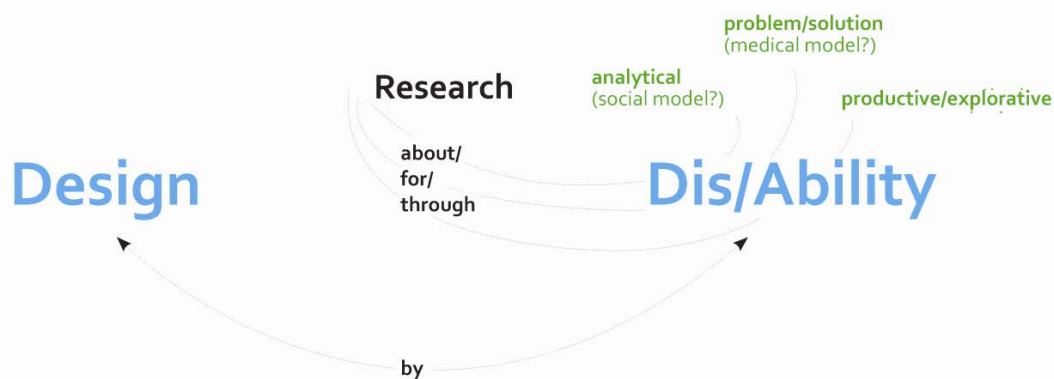 problem/solution
(medical model?)
Research
analytical
(social model?)
productive/explorative
about/
for/
through
Design
Dis/Ability
by